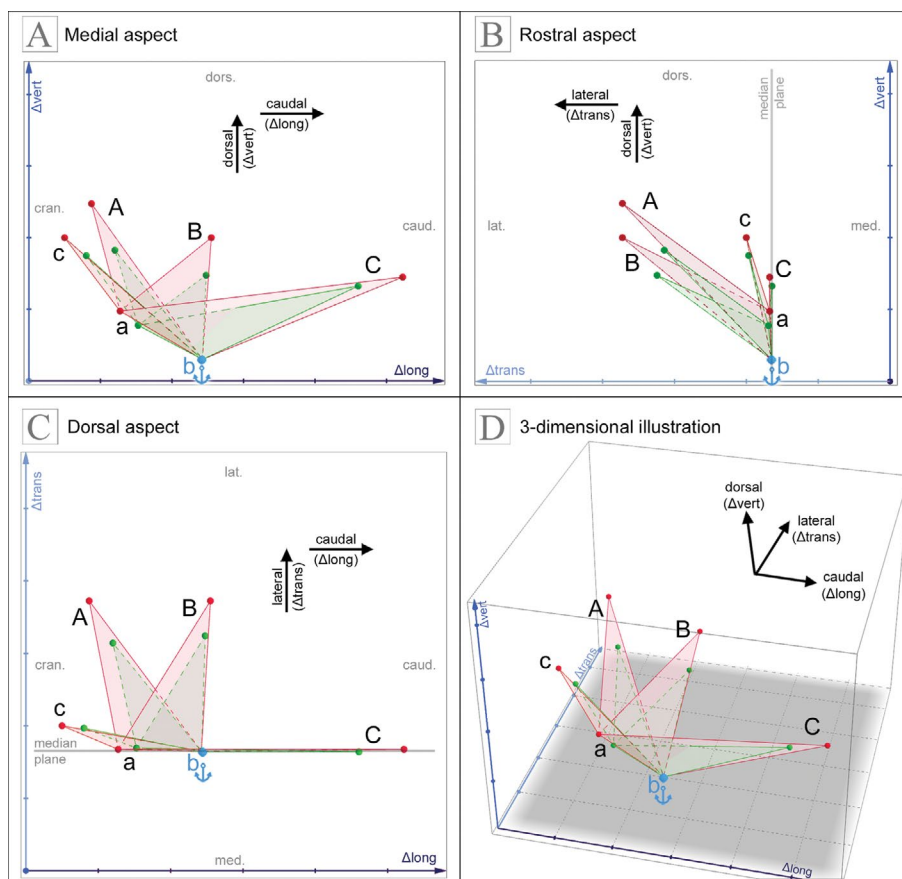 A Medial aspect
Δvert
dors.
caudal
(Δlong)
dorsal
(Δvert)
cran.
A
B
caud.
c
C
a
b
Δlong
B Rostral aspect
dors.
median
plane
Δvert
lateral
(Δtrans)
dorsal
(Δvert)
A
c
lat.
med.
B
C
a
b
Δtrans
C Dorsal aspect
Δtrans
lat.
caudal
(Δlong)
lateral
(Δtrans)
A
B
cran.
caud.
c
C
median
plane
a
b
med.
Δlong
D 3-dimensional illustration
dorsal
(Δvert)
lateral
(Δtrans)
caudal
(Δlong)
Δvert
A
B
c
Δtrans
a
C
b
Δlong